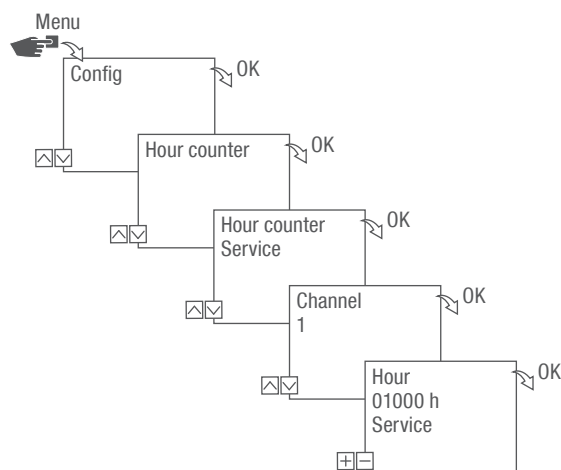 Menu
Config
OK
Hour counter
OK
Hour counter
Service
OK
Channel
1
OK
Hour
01000 h
Service
OK